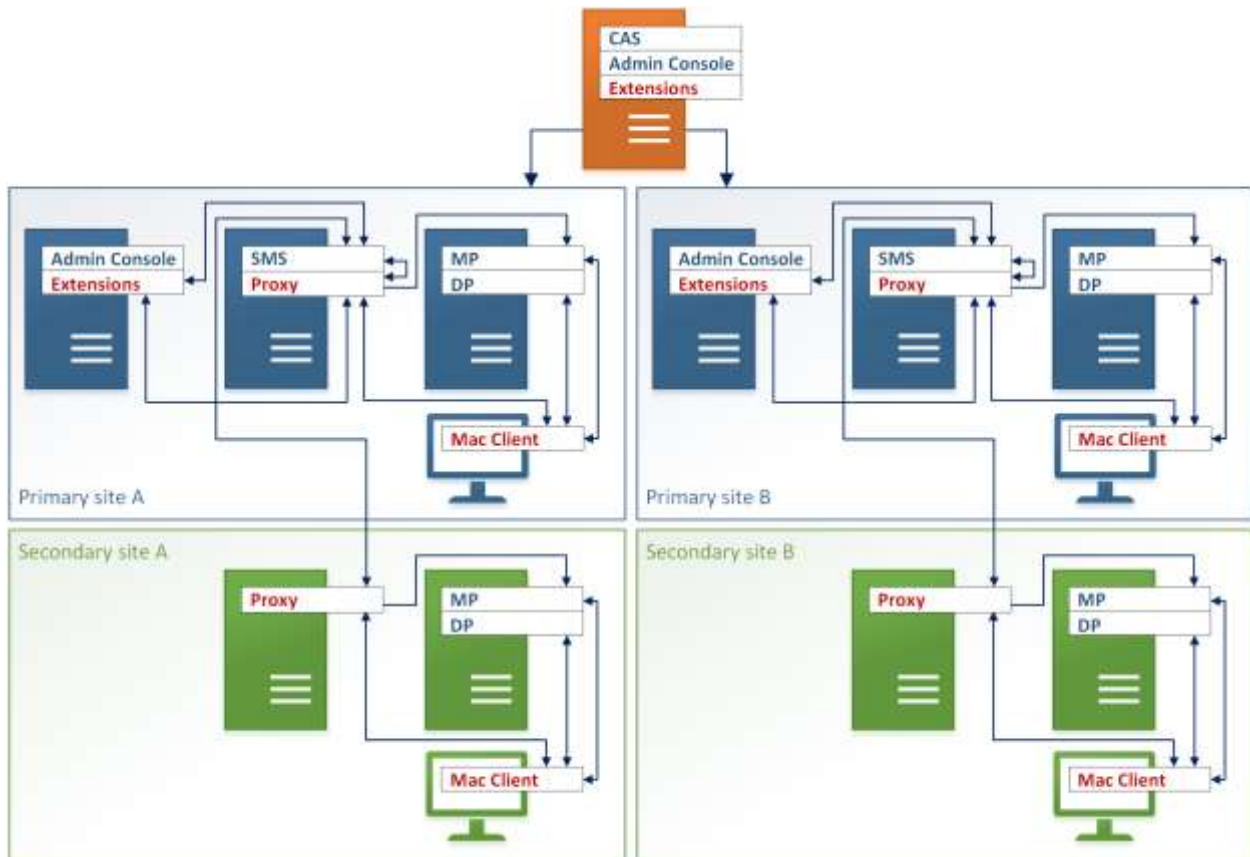 CAS
Admin Console
Extensions
Admin Console
Extensions
SMS
Proxy
MP
DP
Mac Client
Primary site A
Admin Console
Extensions
SMS
Proxy
MP
DP
Mac Client
Primary site B
Secondary site A
Proxy
MP
DP
Mac Client
Secondary site B
Proxy
MP
DP
Mac Client